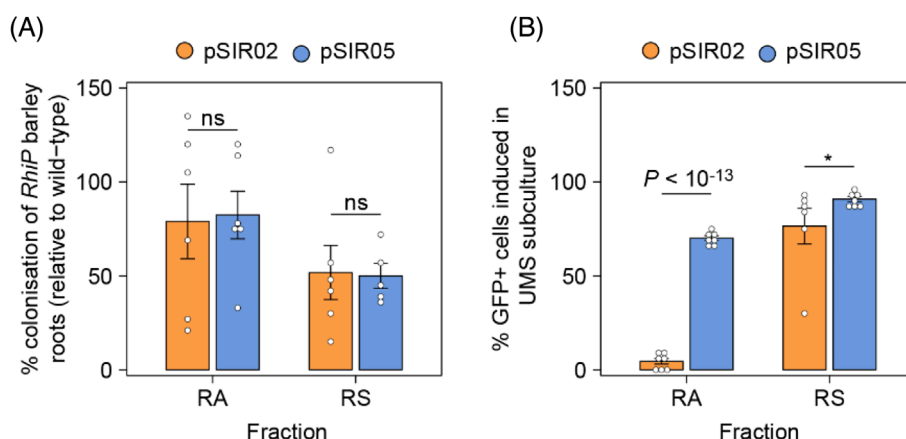 (A)
pSIR02 pSIR05
% colonisation of RhiP barley
roots (relative to wild−type)
150
100
50
0
ns
ns
RA RS
Fraction
(B)
pSIR02 pSIR05
% GFP+ cells induced in
UMS subculture
150
100
50
0
P < 10⁻¹³
*
RA RS
Fraction